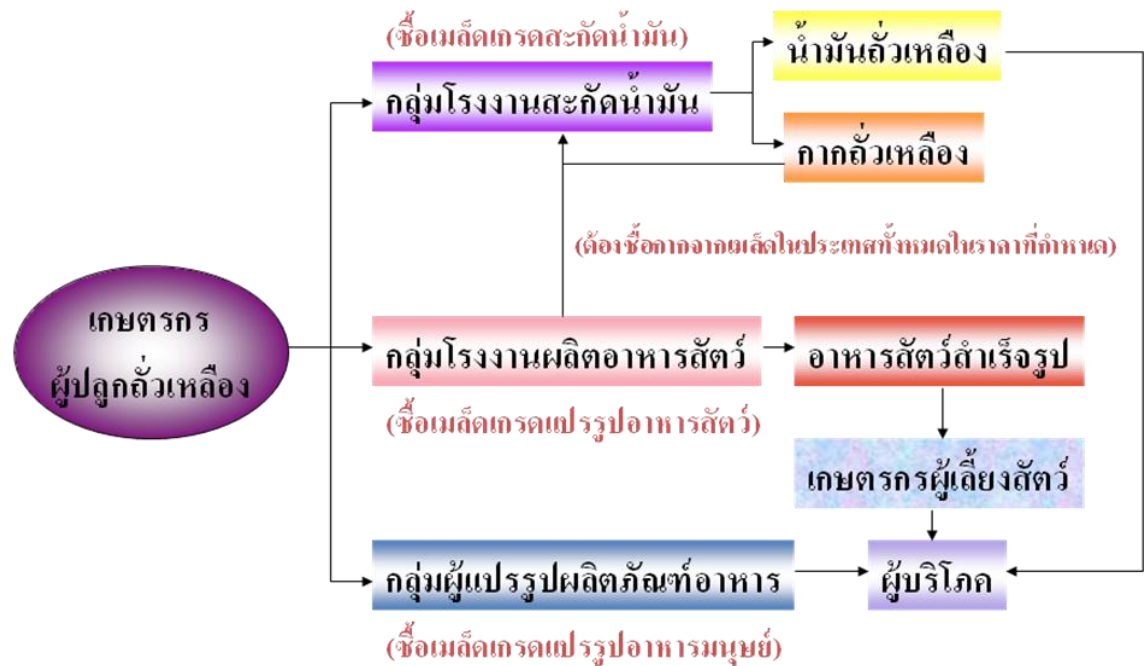 (ซื้อเมล็ดเกรดสะกัดน้ำมัน)
น้ำมันถั่วเหลือง
กลุ่มโรงงานสะกัดน้ำมัน
กากถั่วเหลือง
(ต้องซื้อกากจากเมล็ดในประเทศทั้งหมดในราคาที่กำหนด)
เกษตรกร
ผู้ปลูกถั่วเหลือง
กลุ่มโรงงานผลิตอาหารสัตว์
อาหารสัตว์สำเร็จรูป
(ซื้อเมล็ดเกรดแปรรูปอาหารสัตว์)
เกษตรกรผู้เลี้ยงสัตว์
กลุ่มผู้แปรรูปผลิตภัณฑ์อาหาร
ผู้บริโภค
(ซื้อเมล็ดเกรดแปรรูปอาหารมนุษย์)